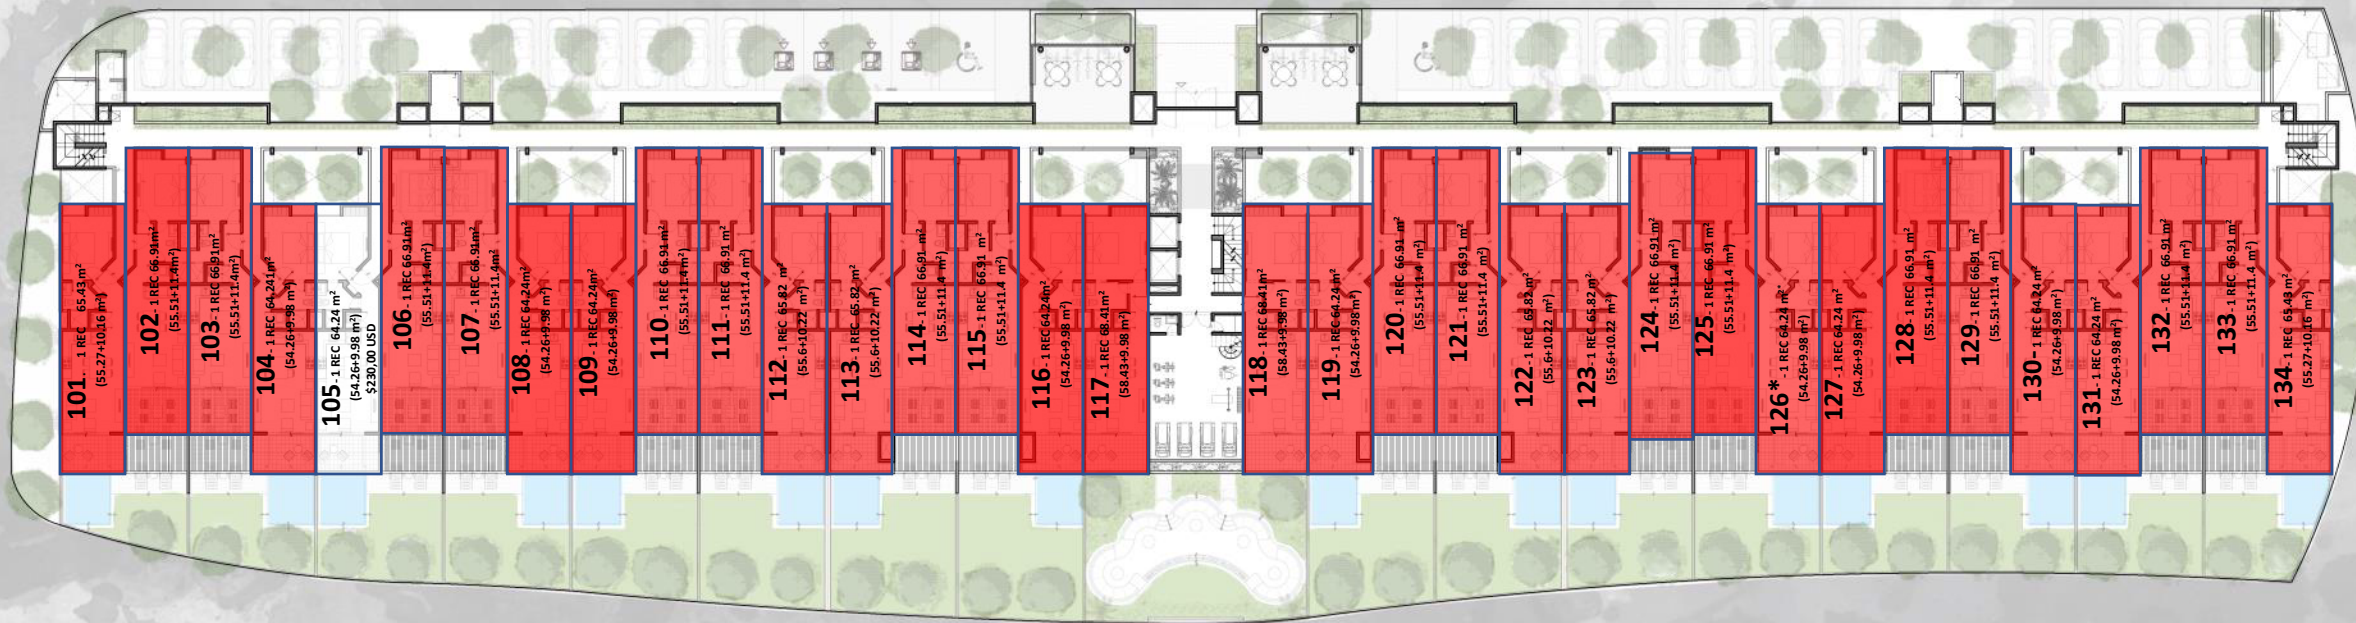 101.- 1 REC 65.43 m²
(55.27+10.16 m²)
102- 1 REC 66.91m²
(55.51+11.4m²)
103- 1 REC 66.91m²
(55.51+11.4m²)
104- 1 REC 64.241m²
(54.26+9.98 m²)
105- 1 REC 64.24 m²
(54.26+9.98 m²)
$230,00 USD
106- 1 REC 66.91m²
(55.51+11.4m²)
107- 1 REC 66.91m²
(55.51+11.4m²
108- 1 REC 64.24m²
(54.26+9.98 m²)
109- 1 REC 64.24m²
(54.26+9.98 m²)
110- 1 REC 66.91 m²
(55.51+11.4 m²)
111- 1 REC 66.91 m²
(55.51+11.4 m²)
112- 1 REC 65.82 m²
(55.6+10.22 m²)
113- 1 REC 65.82 m²
(55.6+10.22 m²)
114- 1 REC 66.91 m²
(55.51+11.4 m²)
115- 1 REC 66.91 m²
(55.51+11.4 m²)
116- 1 REC 64.24m²
(54.26+9.98 m²)
117- 1 REC 68.41m²
(58.43+9.98 m²)
118- 1 REC 68.41m²
(58.43+9.98 m²)
119- 1 REC 64.24 m²
(54.26+9.98 m²)
120- 1 REC 66.91 m²
(55.51+11.4 m²)
121- 1 REC 66.91 m²
(55.51+11.4 m²)
122- 1 REC 65.82 m²
(55.6+10.22 m²)
123- 1 REC 65.82 m²
(55.6+10.22 m²)
124- 1 REC 66.91 m²
(55.51+11.4 m²)
125- 1 REC 66.91 m²
(55.51+11.4 m²)
126* - 1 REC 64.24 m²
(54.26+9.98 m²)
127- 1 REC 64.24 m²
(54.26+9.98 m²)
128- 1 REC 66.91 m²
(55.51+11.4 m²)
129- 1 REC 66.91 m²
(55.51+11.4 m²)
130- 1 REC 64.24 m²
(54.26+9.98 m²)
131- 1 REC 64.24 m²
(54.26+9.98 m²)
132- 1 REC 66.91 m²
(55.51+11.4 m²)
133- 1 REC 66.91 m²
(55.51+11.4 m²)
134- 1 REC 65.43 m²
(55.27+10.16 m²)